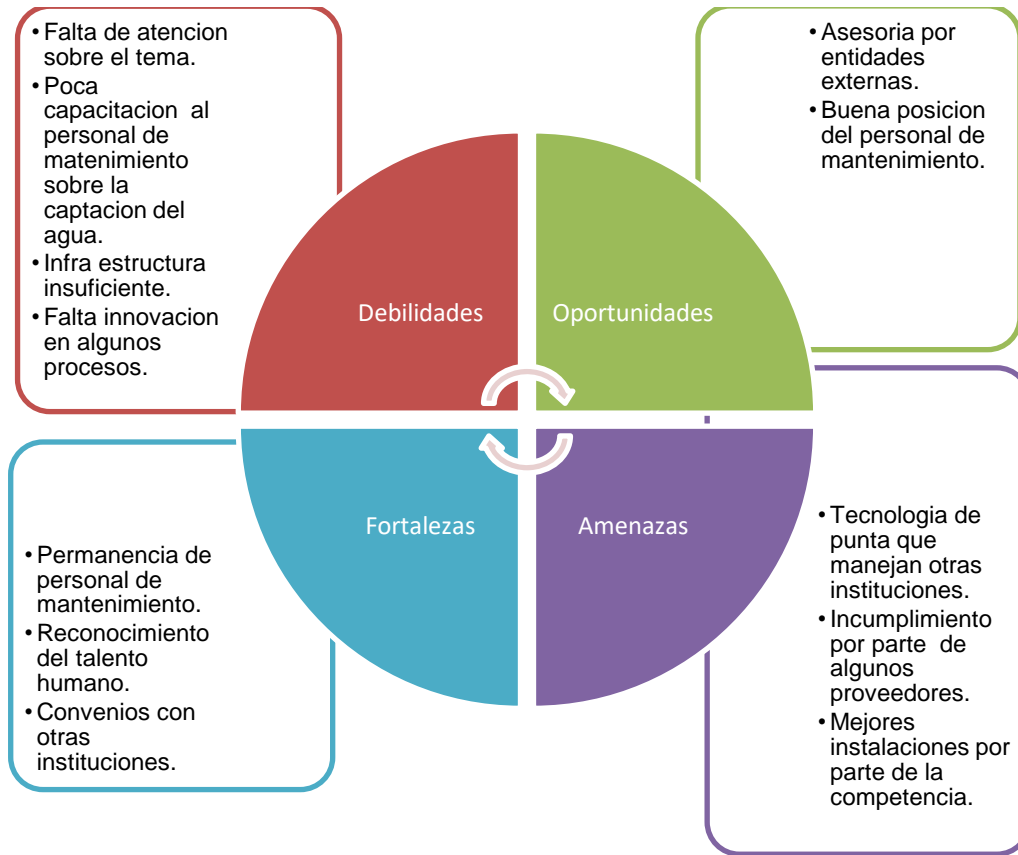 • Falta de atencion
sobre el tema.
• Poca
capacitacion al
personal de
matenimiento
sobre la
captacion del
agua.
• Infra estructura
insuficiente.
• Falta innovacion
en algunos
procesos.
• Asesoria por
entidades
externas.
• Buena posicion
del personal de
mantenimiento.
Debilidades
Oportunidades
Fortalezas
Amenazas
• Permanencia de
personal de
mantenimiento.
• Reconocimiento
del talento
humano.
• Convenios con
otras
instituciones.
• Tecnologia de
punta que
manejan otras
instituciones.
• Incumplimiento
por parte de
algunos
proveedores.
• Mejores
instalaciones por
parte de la
competencia.